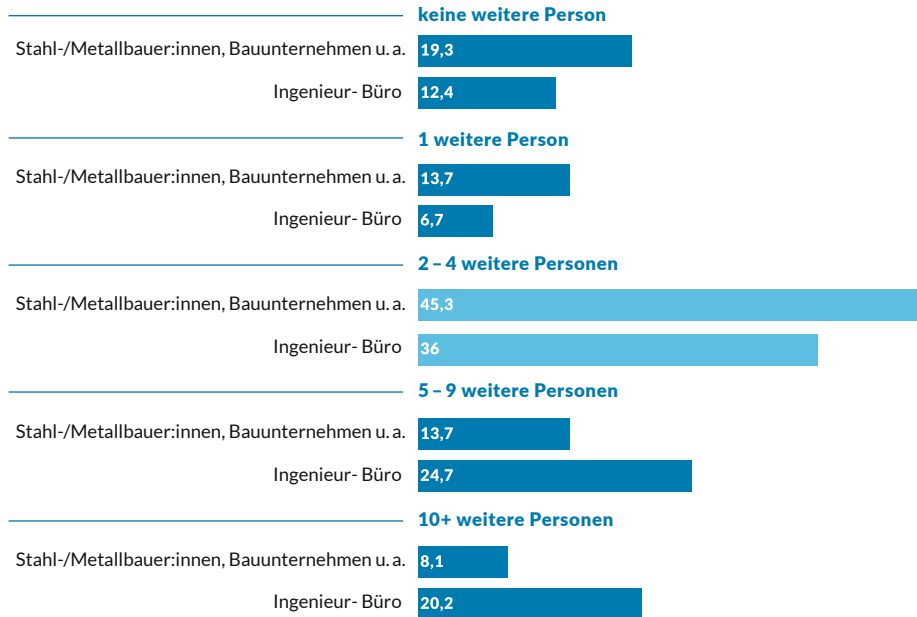 keine weitere Person
Stahl-/Metallbauer:innen, Bauunternehmen u. a. 19,3
Ingenieur- Büro 12,4
1 weitere Person
Stahl-/Metallbauer:innen, Bauunternehmen u. a. 13,7
Ingenieur- Büro 6,7
2 – 4 weitere Personen
Stahl-/Metallbauer:innen, Bauunternehmen u. a. 45,3
Ingenieur- Büro 36
5 – 9 weitere Personen
Stahl-/Metallbauer:innen, Bauunternehmen u. a. 13,7
Ingenieur- Büro 24,7
10+ weitere Personen
Stahl-/Metallbauer:innen, Bauunternehmen u. a. 8,1
Ingenieur- Büro 20,2